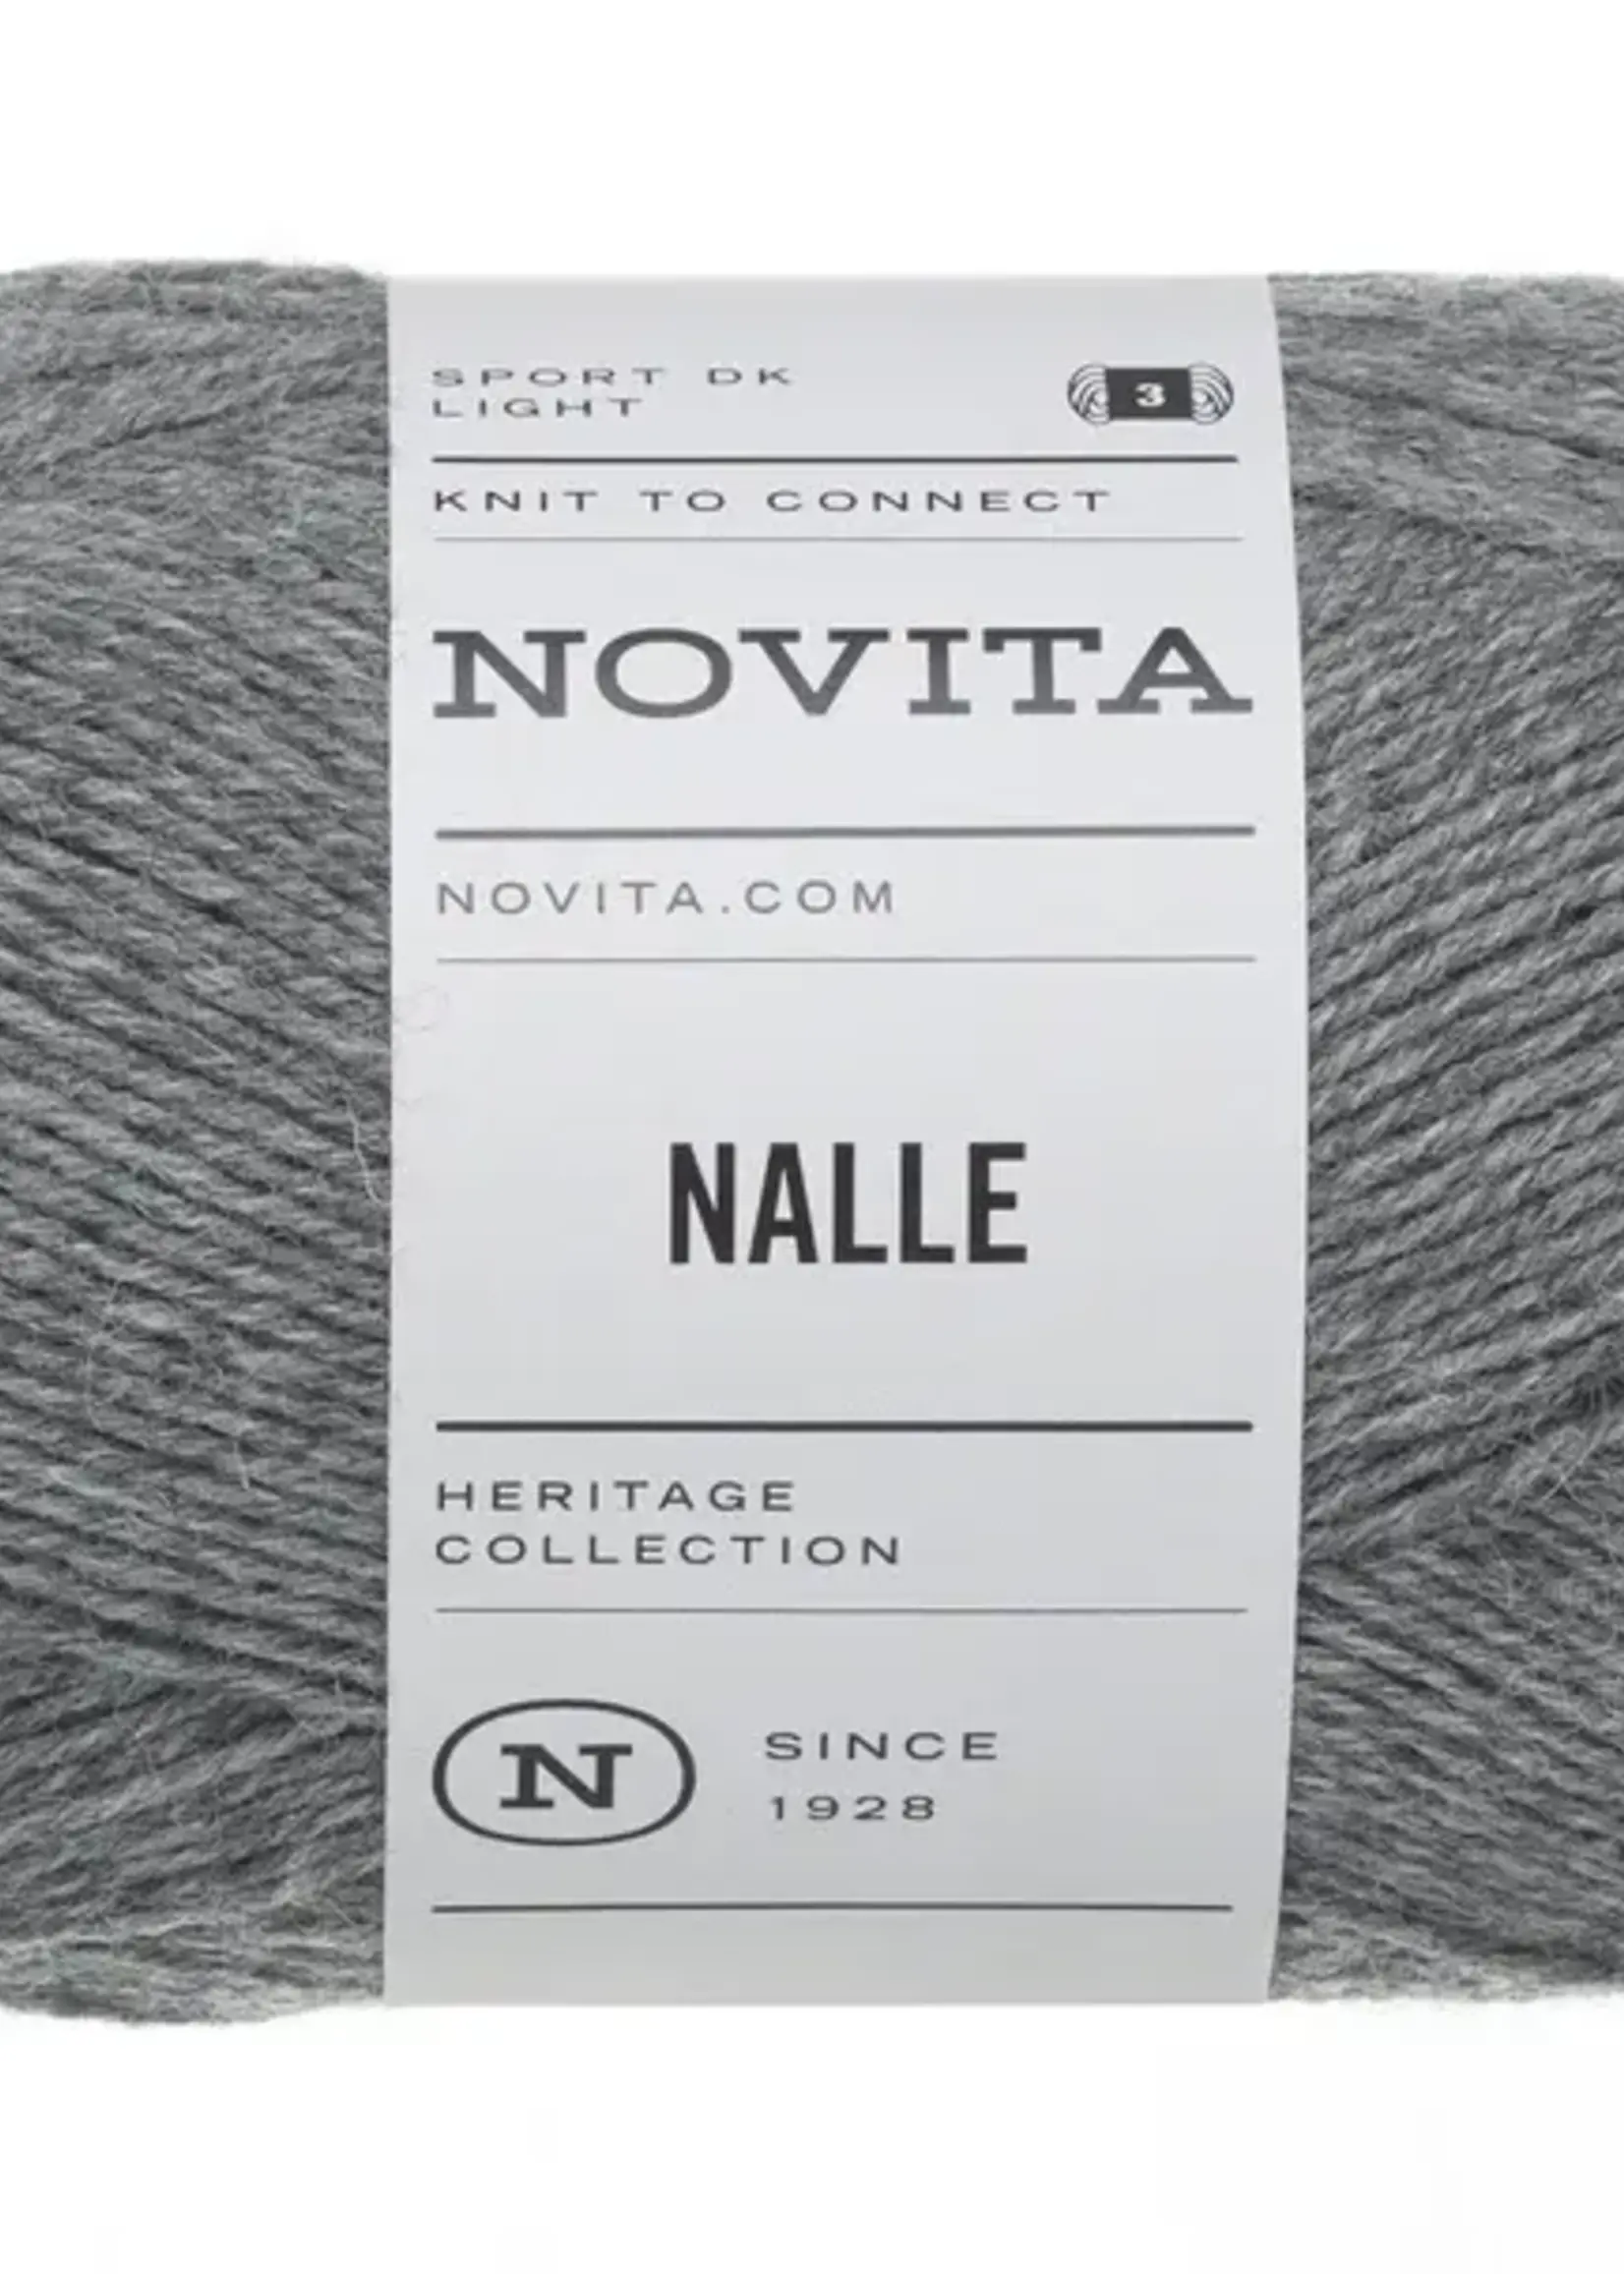 SPORT DK
LIGHT
3
KNIT TO CONNECT
NOVITA
NOVITA.COM
NALLE
HERITAGE
COLLECTION
N
SINCE
1928